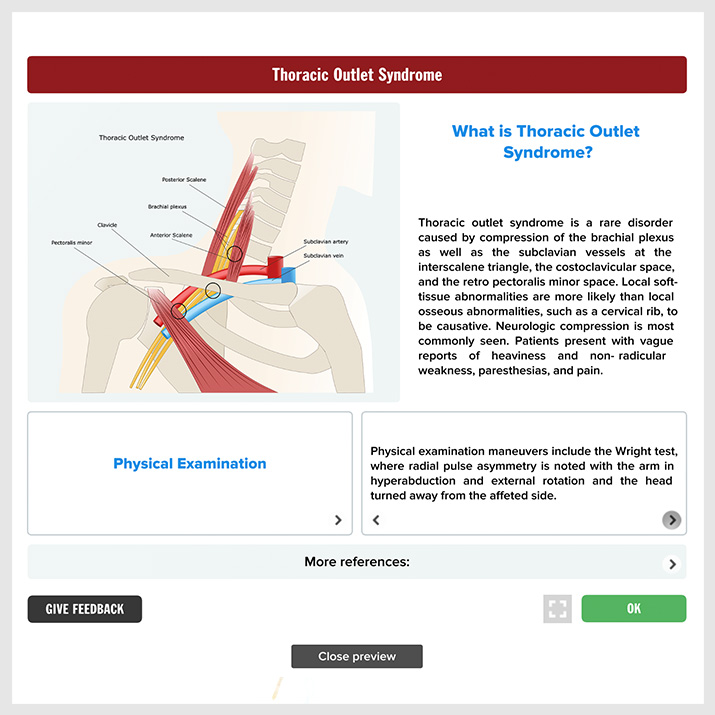 Thoracic Outlet Syndrome
Thoracic Outlet Syndrome
Posterior Scalene
Brachial plexus
Clavicle
Anterior Scalene
Pectoralis minor
Subclavian artery
Subclavian vein
What is Thoracic Outlet
Syndrome?
Thoracic outlet syndrome is a rare disorder
caused by compression of the brachial plexus
as well as the subclavian vessels at the
interscalene triangle, the costoclavicular space,
and the retro pectoralis minor space. Local soft-
tissue abnormalities are more likely than local
osseous abnormalities, such as a cervical rib, to
be causative. Neurologic compression is most
commonly seen. Patients present with vague
reports of heaviness and non- radicular
weakness, paresthesias, and pain.
Physical Examination
Physical examination maneuvers include the Wright test,
where radial pulse asymmetry is noted with the arm in
hyperabduction and external rotation and the head
turned away from the affeted side.
More references:
GIVE FEEDBACK
OK
Close preview